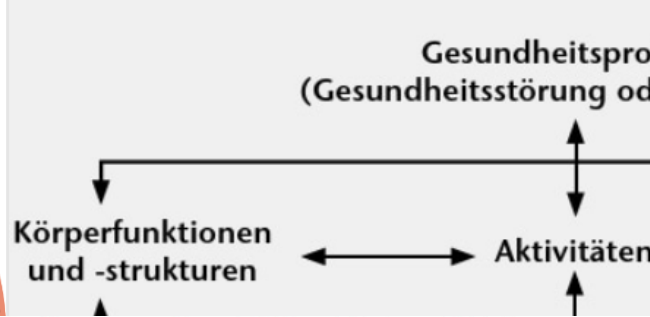 Gesundheitspro
(Gesundheitsstörung od
Körperfunktionen
und -strukturen
Aktivitäten